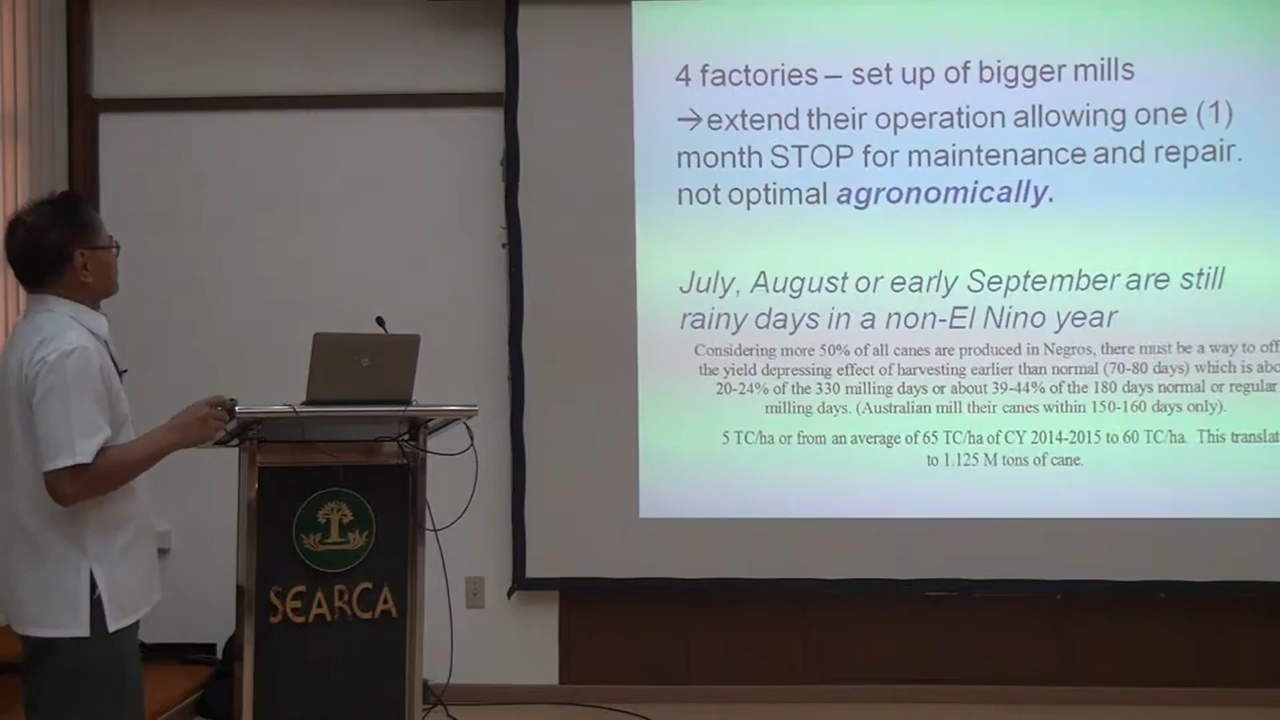 4 factories – set up of bigger mills
→extend their operation allowing one (1)
month STOP for maintenance and repair.
not optimal agronomically.
July, August or early September are still
rainy days in a non-El Nino year
Considering more 50% of all canes are produced in Negros, there must be a way to off
the yield depressing effect of harvesting earlier than normal (70-80 days) which is abo
20-24% of the 330 milling days or about 39-44% of the 180 days normal or regular
milling days. (Australian mill their canes within 150-160 days only).
5 TC/ha or from an average of 65 TC/ha of CY 2014-2015 to 60 TC/ha. This translat
to 1.125 M tons of cane.
SEARCA